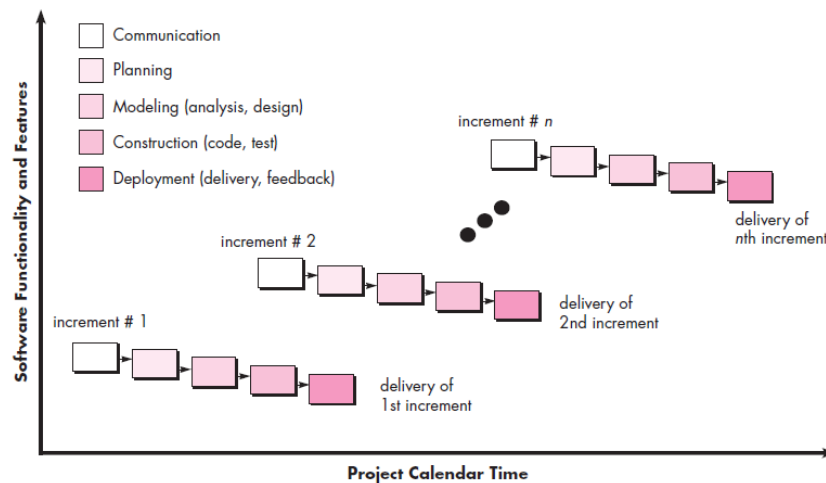 Communication
Planning
Modeling (analysis, design)
Construction (code, test)
Deployment (delivery, feedback)
increment # n
delivery of
nth increment
increment # 2
delivery of
2nd increment
increment # 1
delivery of
1st increment
Software Functionality and Features
Project Calendar Time